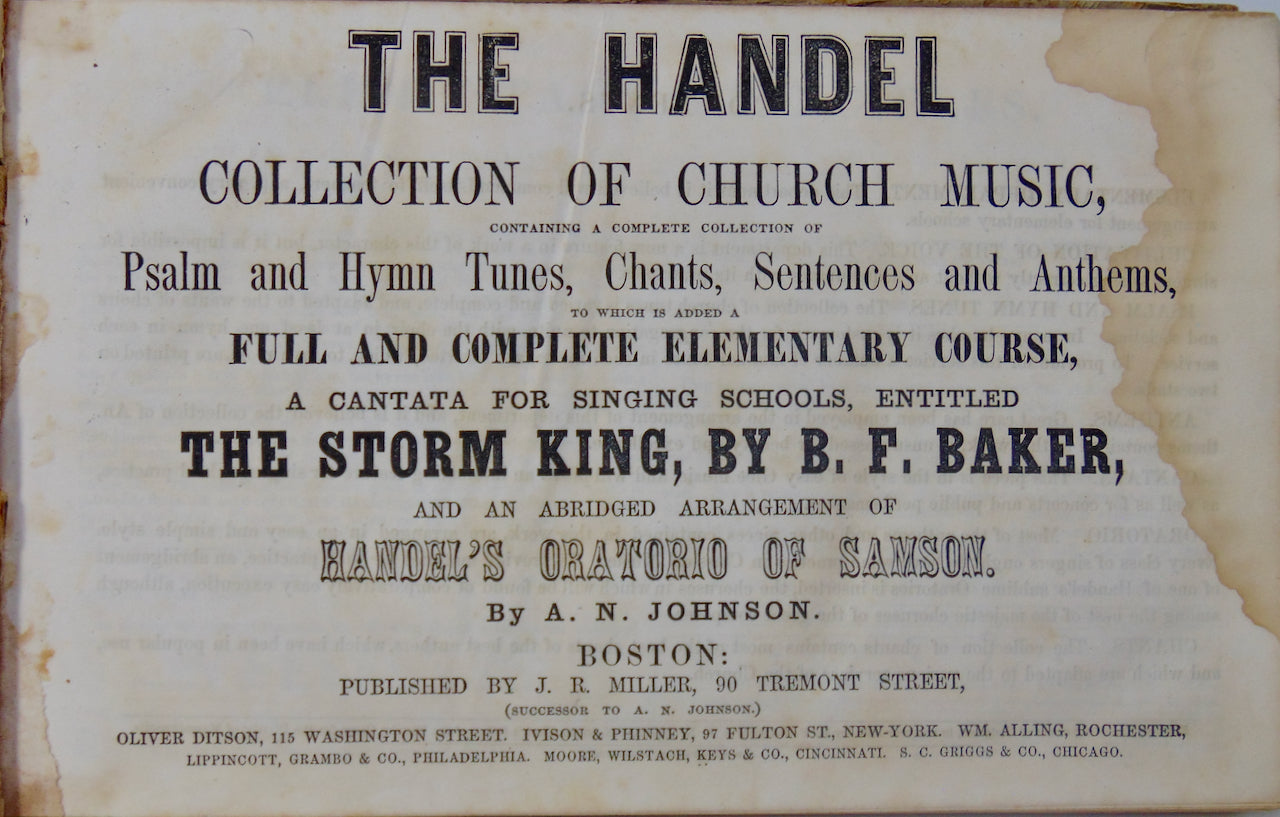 THE HANDEL
COLLECTION OF CHURCH MUSIC,
CONTAINING A COMPLETE COLLECTION OF
Psalm and Hymn Tunes, Chants, Sentences and Anthems,
TO WHICH IS ADDED A
FULL AND COMPLETE ELEMENTARY COURSE,
A CANTATA FOR SINGING SCHOOLS, ENTITLED
THE STORM KING, BY B. F. BAKER,
AND AN ABRIDGED ARRANGEMENT OF
HANDEL'S ORATORIO OF SAMSON.
By A. N. JOHNSON.
BOSTON:
PUBLISHED BY J. R. MILLER, 90 TREMONT STREET,
(SUCCESSOR TO A. N. JOHNSON.)
OLIVER DITSON, 115 WASHINGTON STREET. IVISON & PHINNEY, 97 FULTON ST., NEW-YORK. WM. ALLING, ROCHESTER,
LIPPINCOTT, GRAMBO & CO., PHILADELPHIA. MOORE, WILSTACH, KEYS & CO., CINCINNATI. S. C. GRIGGS & CO., CHICAGO.